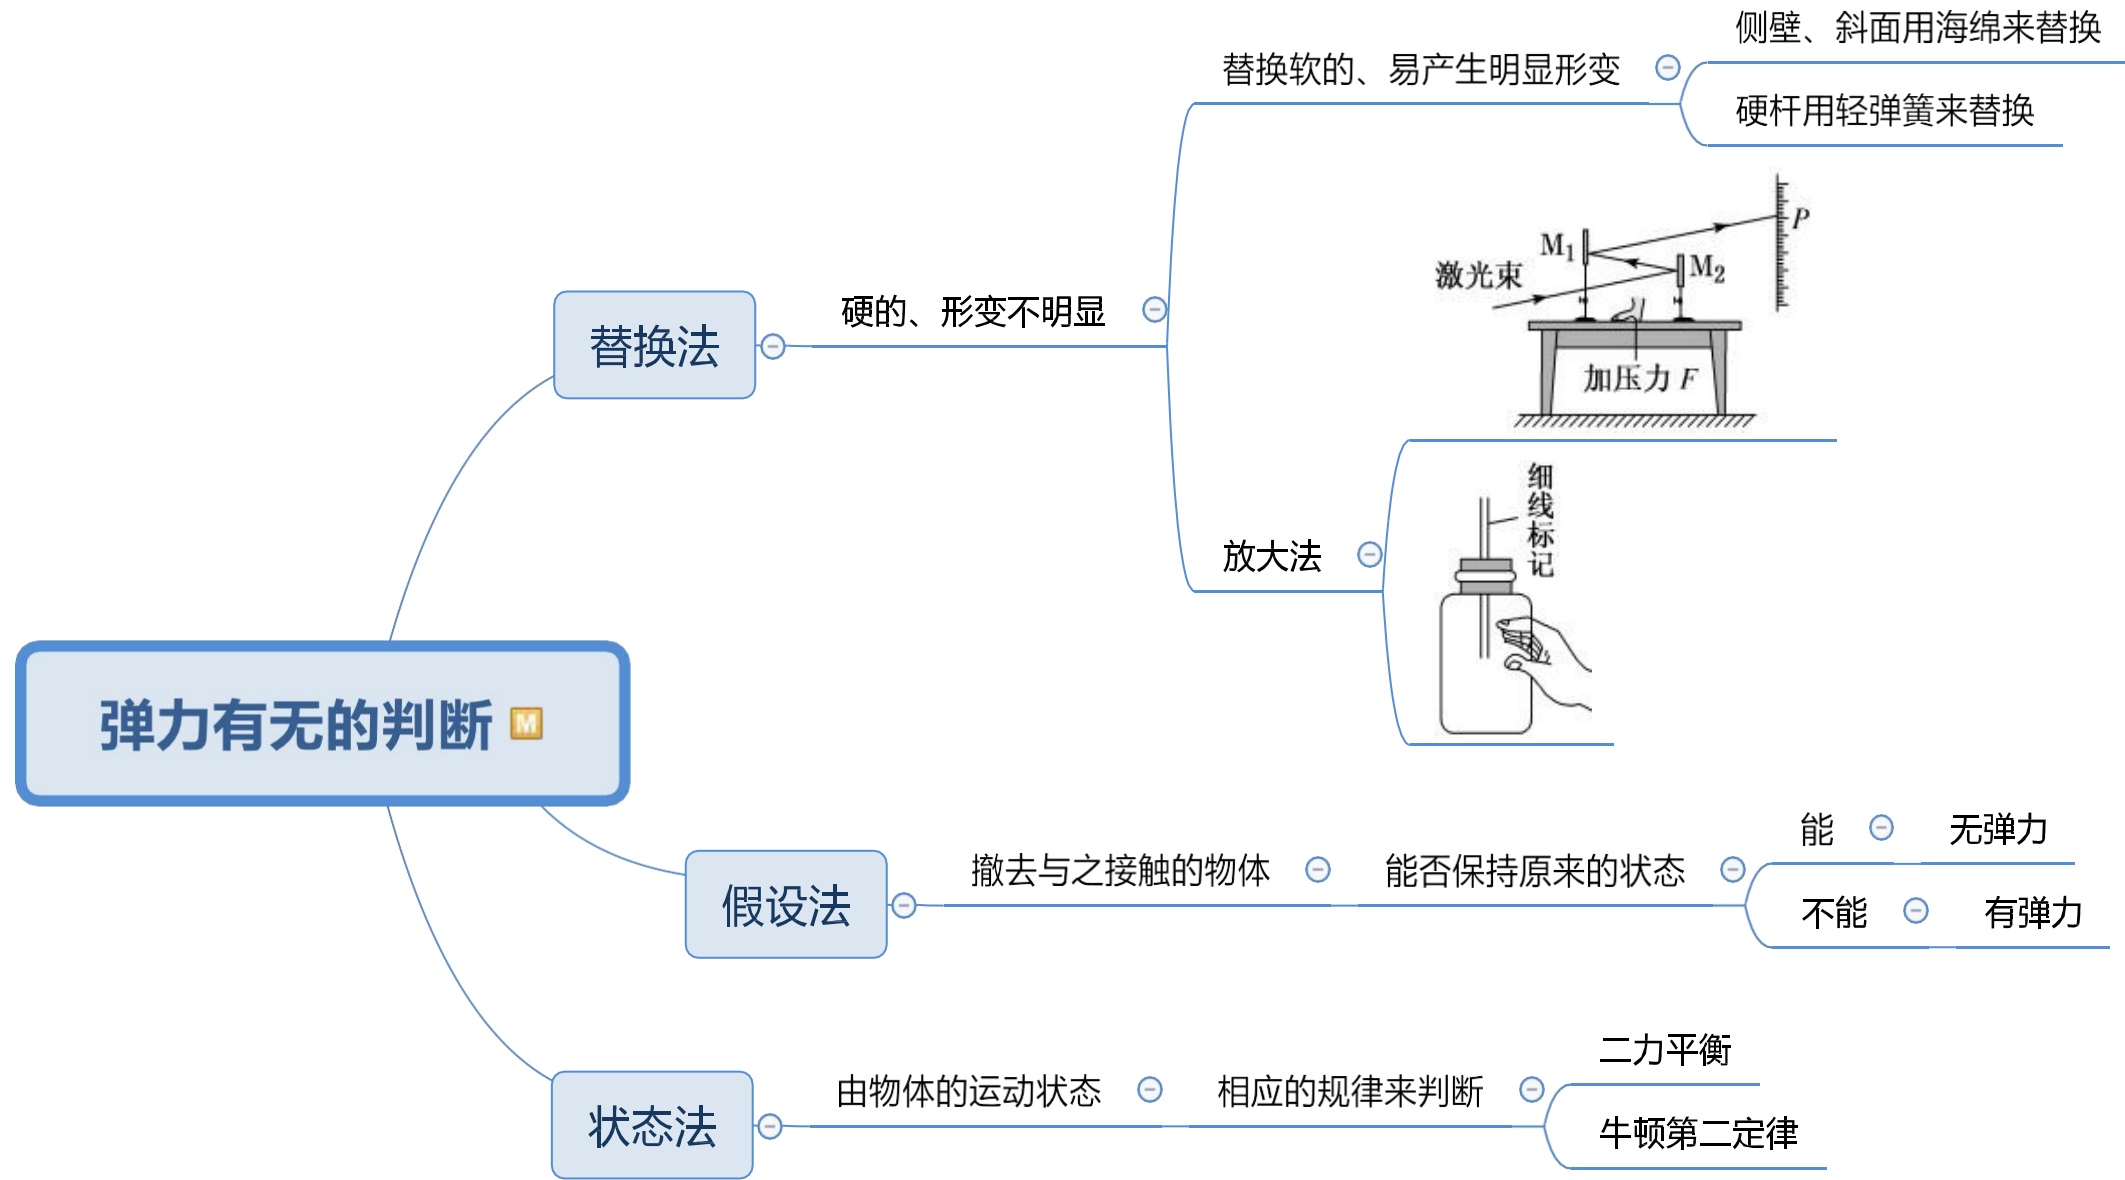 弹力有无的判断 M
替换法
硬的、形变不明显
替换软的、易产生明显形变
侧壁、斜面用海绵来替换
硬杆用轻弹簧来替换
放大法
激光束
M₁
M₂
P
加压力 F
细线标记
假设法
撤去与之接触的物体
能否保持原来的状态
能
无弹力
不能
有弹力
状态法
由物体的运动状态
相应的规律来判断
二力平衡
牛顿第二定律